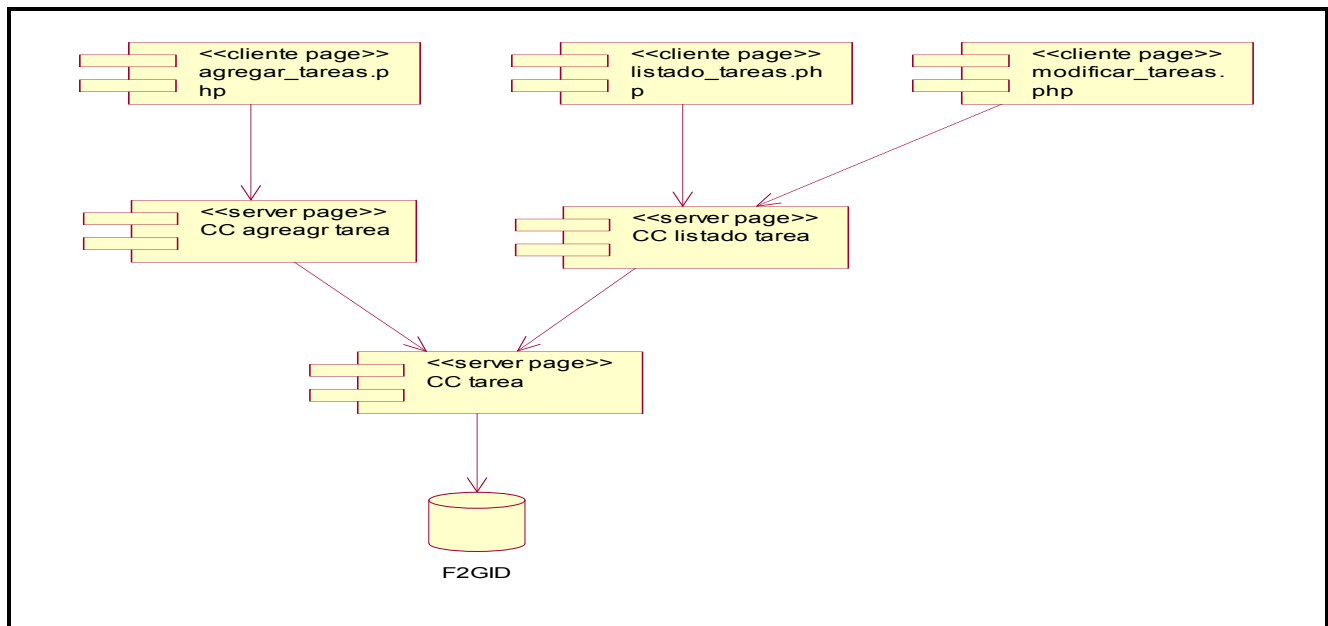 <<cliente page>>
agregar_tareas.p
hp
<<cliente page>>
listado_tareas.ph
p
<<cliente page>>
modificar_tareas.
php
<<server page>>
CC agreagr tarea
<<server page>>
CC listado tarea
<<server page>>
CC tarea
F2GID